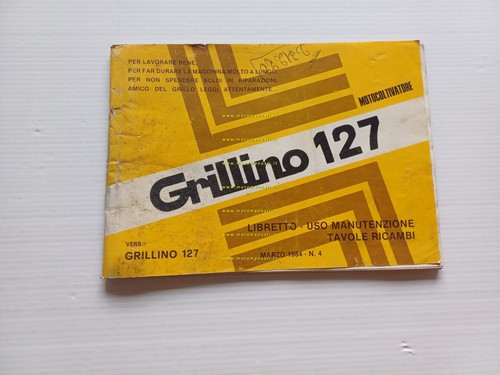 PER LAVORARE BENE.
PER FAR DURARE LA MACCHINA MOLTO A LUNGO.
PER NON SPENDERE SOLDI IN RIPARAZIONI.
AMICO DEL GRILLO LEGGI ATTENTAMENTE...
MOTOCOLTIVATORE
Grillino 127
LIBRETTO - USO MANUTENZIONE
TAVOLE RICAMBI
VERS.:
GRILLINO 127
MARZO 1984 - N. 4